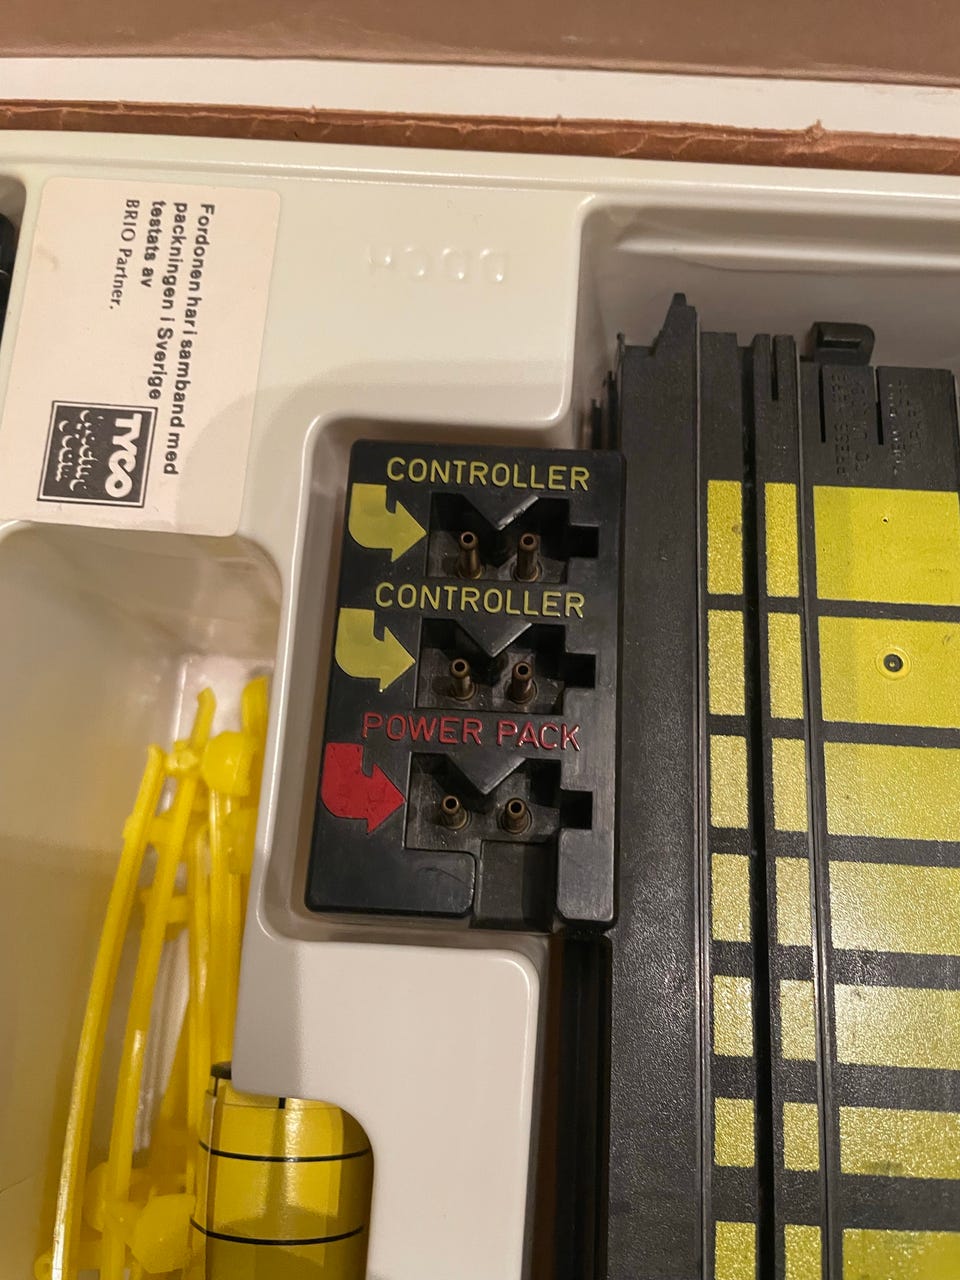 Fordonen har i samband med
packningen i Sverige
testats av
BRIO Partner.
TYCO
CONTROLLER
CONTROLLER
POWER PACK